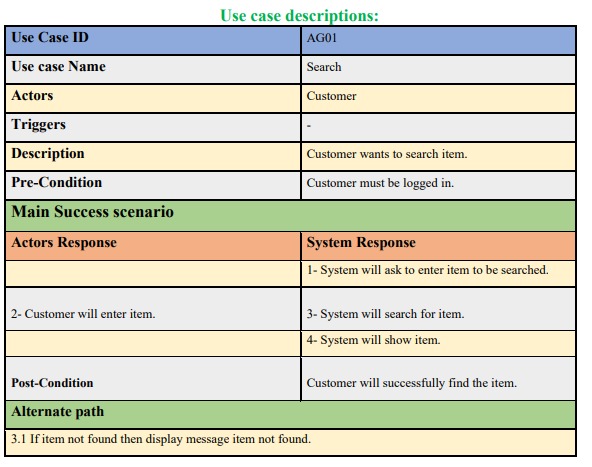 Use case descriptions:
Use Case ID AG01
Use case Name Search
Actors Customer
Triggers -
Description Customer wants to search item.
Pre-Condition Customer must be logged in.
Main Success scenario
Actors Response System Response
1- System will ask to enter item to be searched.
2- Customer will enter item. 3- System will search for item.
4- System will show item.
Post-Condition Customer will successfully find the item.
Alternate path
3.1 If item not found then display message item not found.